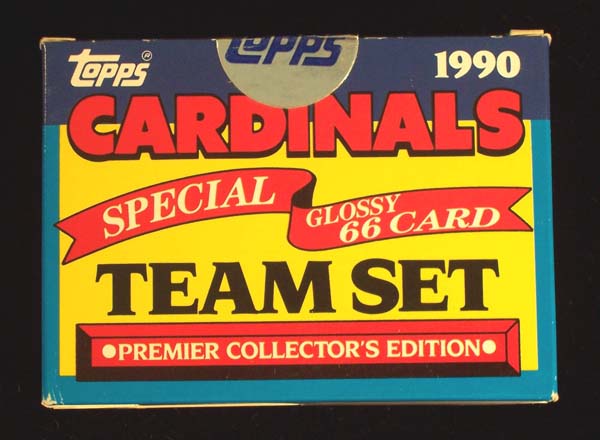 topps®
topps
1990
CARDINALS
SPECIAL
GLOSSY
66 CARD
TEAM SET
•PREMIER COLLECTOR'S EDITION•